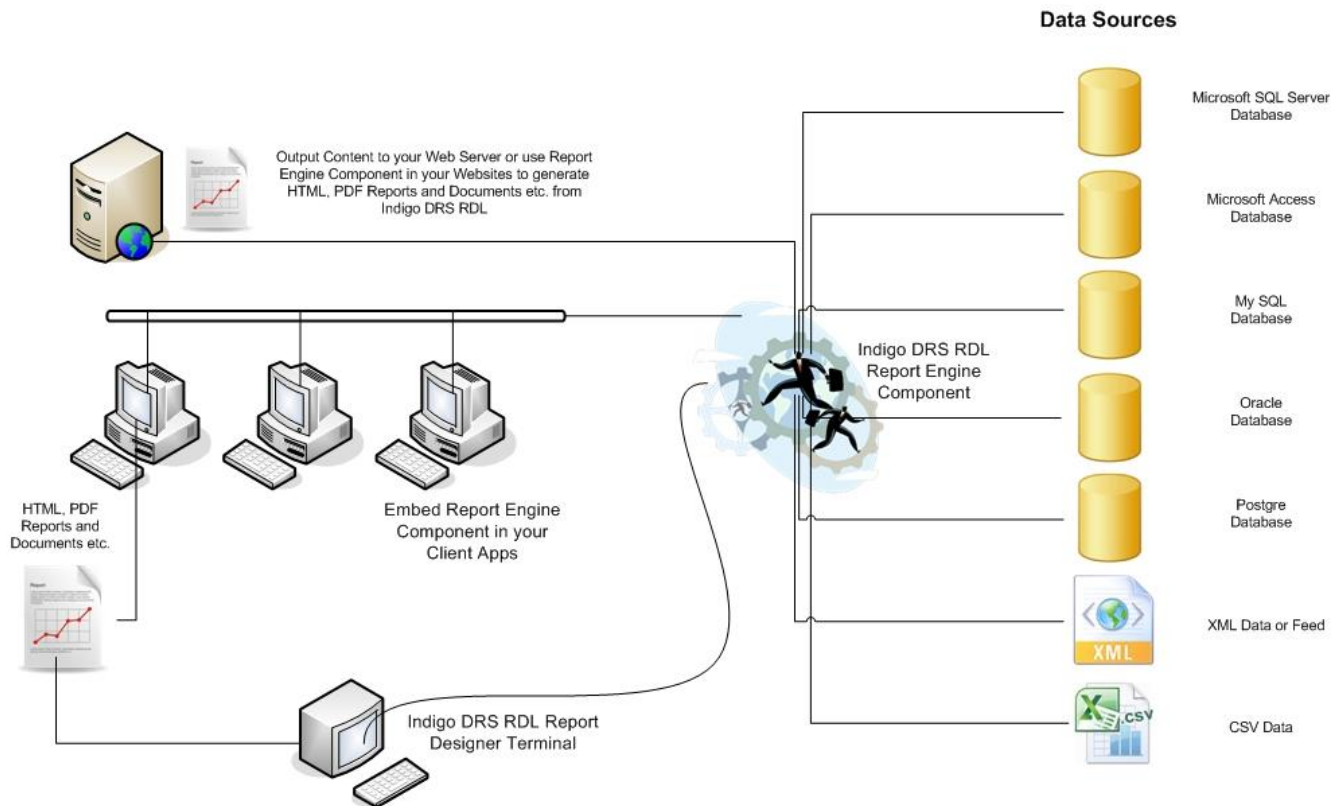 Data Sources
Microsoft SQL Server
Database
Output Content to your Web Server or use Report
Engine Component in your Websites to generate
HTML, PDF Reports and Documents etc. from
Indigo DRS RDL
Report
Microsoft Access
Database
My SQL
Database
Indigo DRS RDL
Report Engine
Component
Oracle
Database
HTML, PDF
Reports and
Documents etc.
Embed Report Engine
Component in your
Client Apps
Postgre
Database
Report
XML
XML Data or Feed
Indigo DRS RDL Report
Designer Terminal
X
.CSV
CSV Data